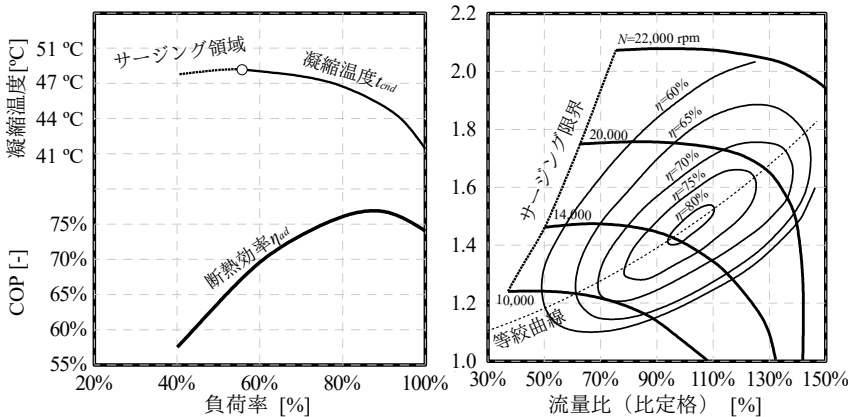 凝縮温度[ºC]
51 ºC
47 ºC
44 ºC
41 ºC
COP [-]
75%
70%
65%
60%
55%
サージング領域
凝縮温度tcnd
断熱効率ηad
20%
40%
60%
80%
100%
負荷率 [%]
2.2
2.0
1.8
1.6
1.4
1.2
1.0
N=22,000 rpm
20,000
14,000
10,000
サージング限界
η=60%
η=65%
η=70%
η=75%
η=80%
等絞曲線
30%
50%
70%
90%
110%
130%
150%
流量比（比定格） [%]